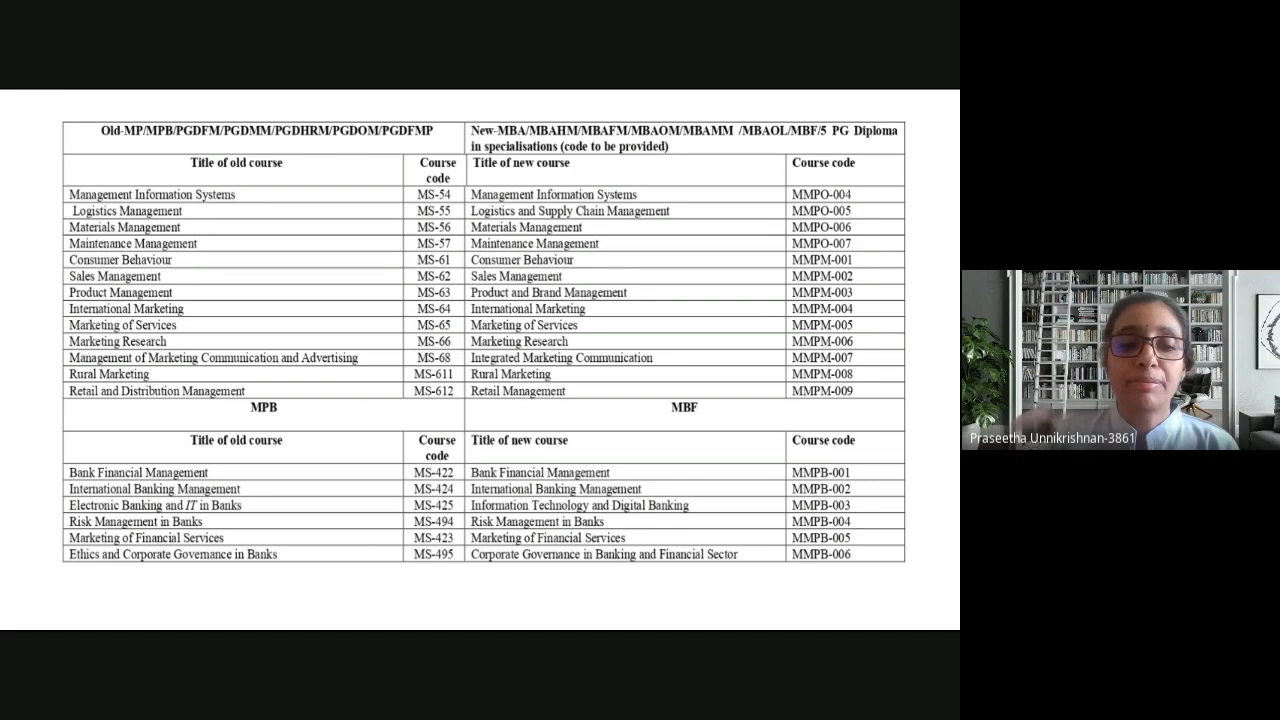 Old-MP/MPB/PGDFM/PGDMM/PGDHRM/PGDOM/PGDFMP New-MBA/MBAHM/MBAFM/MBAOM/MBAMM /MBAOL/MBF/5 PG Diploma
in specialisations (code to be provided)
Title of old course Course code Title of new course Course code
Management Information Systems MS-54 Management Information Systems MMPO-004
Logistics Management MS-55 Logistics and Supply Chain Management MMPO-005
Materials Management MS-56 Materials Management MMPO-006
Maintenance Management MS-57 Maintenance Management MMPO-007
Consumer Behaviour MS-61 Consumer Behaviour MMPM-001
Sales Management MS-62 Sales Management MMPM-002
Product Management MS-63 Product and Brand Management MMPM-003
International Marketing MS-64 International Marketing MMPM-004
Marketing of Services MS-65 Marketing of Services MMPM-005
Marketing Research MS-66 Marketing Research MMPM-006
Management of Marketing Communication and Advertising MS-68 Integrated Marketing Communication MMPM-007
Rural Marketing MS-611 Rural Marketing MMPM-008
Retail and Distribution Management MS-612 Retail Management MMPM-009
MPB MBF
Title of old course Course code Title of new course Course code
Bank Financial Management MS-422 Bank Financial Management MMPB-001
International Banking Management MS-424 International Banking Management MMPB-002
Electronic Banking and IT in Banks MS-425 Information Technology and Digital Banking MMPB-003
Risk Management in Banks MS-494 Risk Management in Banks MMPB-004
Marketing of Financial Services MS-423 Marketing of Financial Services MMPB-005
Ethics and Corporate Governance in Banks MS-495 Corporate Governance in Banking and Financial Sector MMPB-006
Praseetha Unnikrishnan-3861